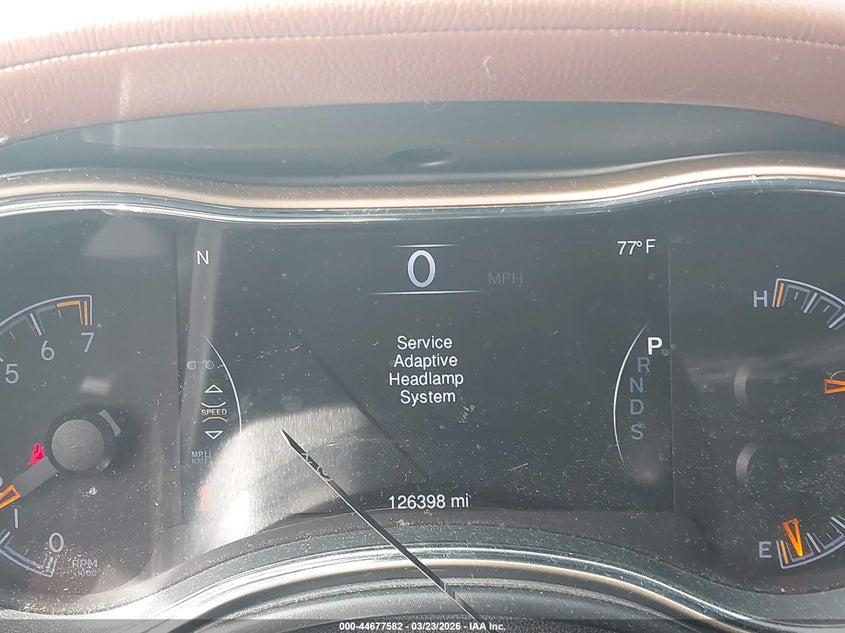 N
0
MPH
77°F
Service
Adaptive
Headlamp
System
SPEED
P
R
N
D
S
126398 mi
5
6
7
1
0
RPM
H
E
000-44677582 - 03/23/2026 - IAA Inc.